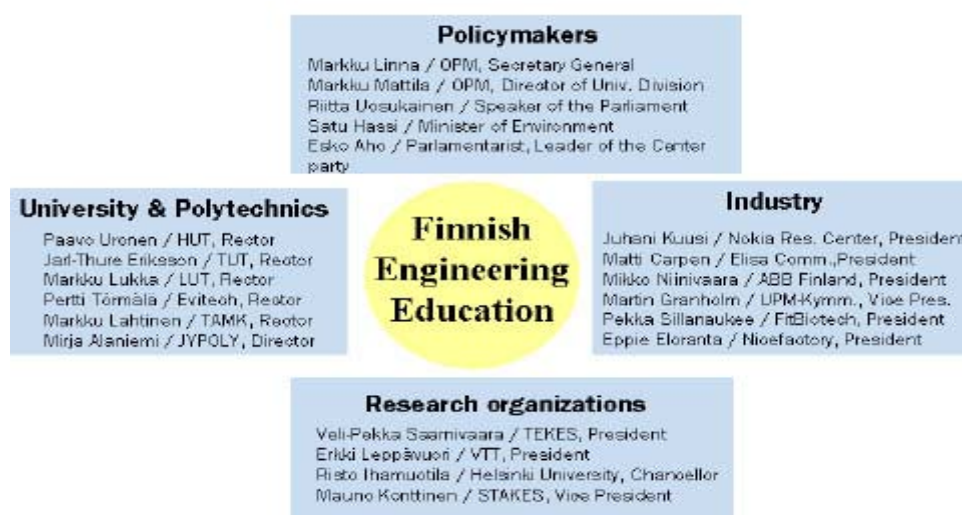 Policymakers
Markku Linna / OPM, Secretary General
Markku Mattila / OPM, Director of Univ. Division
Riitta Uosukainen / Speaker of the Parliament
Satu Hassi / Minister of Environment
Esko Aho / Parlamentarist, Leader of the Center
party
University & Polytechnics
Paavo Uronen / HUT, Rector
Jarl-Thure Eriksson / TUT, Rector
Markku Lukka / LUT, Rector
Pertti Törmälä / Evitech, Rector
Markku Lahtinen / TAMK, Rector
Mirja Alaniemi / JYPOLY, Director
Finnish
Engineering
Education
Industry
Juhani Kuusi / Nokia Res. Center, President
Matti Carpen / Elisa Comm.,President
Mikko Niinivaara / ABB Finland, President
Martin Granholm / UPM-Kymm., Vice Pres.
Pekka Sillanaukee / FitBiotech, President
Eppie Eloranta / Nicefactory, President
Research organizations
Veli-Pekka Saarnivaara / TEKES, President
Erkki Leppävuori / VTT, President
Risto Ihamuotila / Helsinki University, Chancellor
Mauno Konttinen / STAKES, Vice President